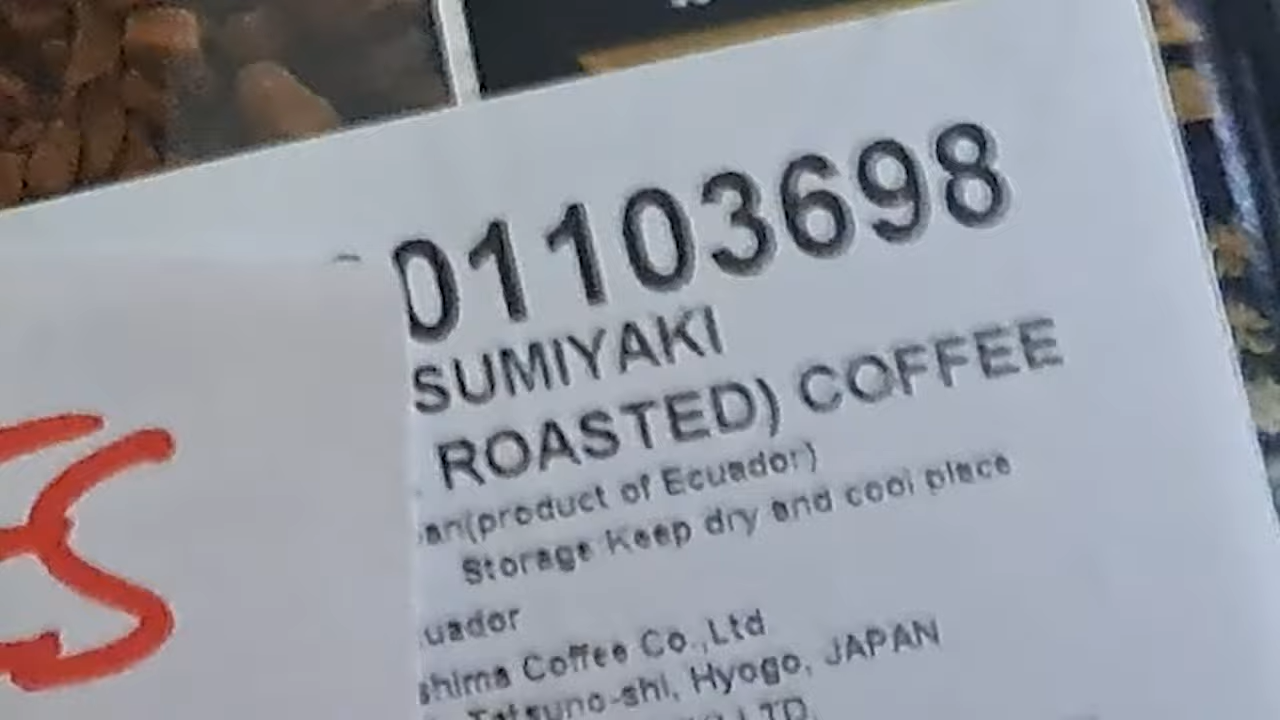 01103698
SUMIYAKI
ROASTED) COFFEE
(product of Ecuador)
Storage Keep dry and cool place
uador
shima Coffee Co.,Ltd
Tatsuno-shi, Hyogo, JAPAN
LTD.
S